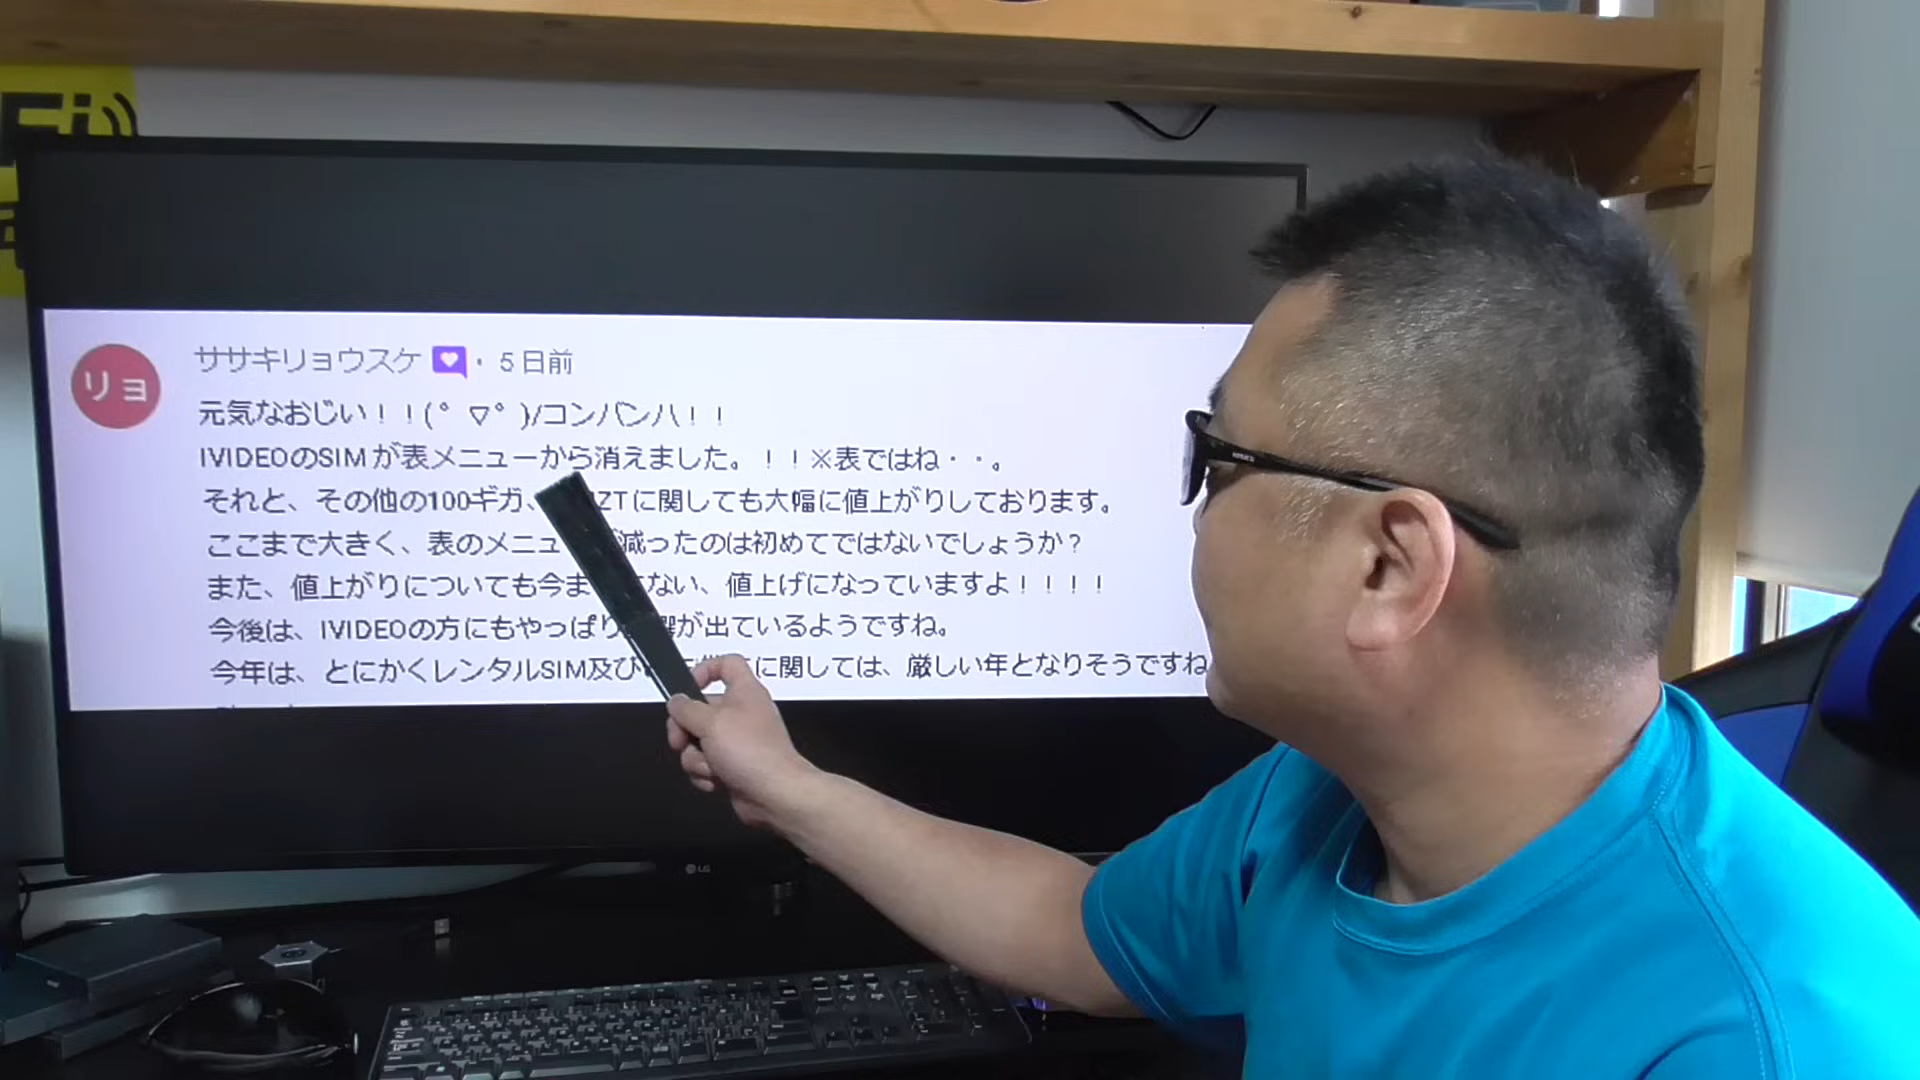 Fi
リョ
ササキリョウスケ ・ 5 日前
元気なおじい！！(ﾟ▽ﾟ)/コンバンハ！！
IVIDEOのSIM が表メニューから消えました。！！※表ではね・・。
それと、その他の100ギガ、 ZTに関しても大幅に値上がりしております。
ここまで大きく、表のメニュ 減ったのは初めてではないでしょうか？
また、値上がりについても今ま ない、値上げになっていますよ！！！！
今後は、IVIDEOの方にもやっぱり が出ているようですね。
今年は、とにかくレンタルSIM及び に関しては、厳しい年となりそうですね
LG